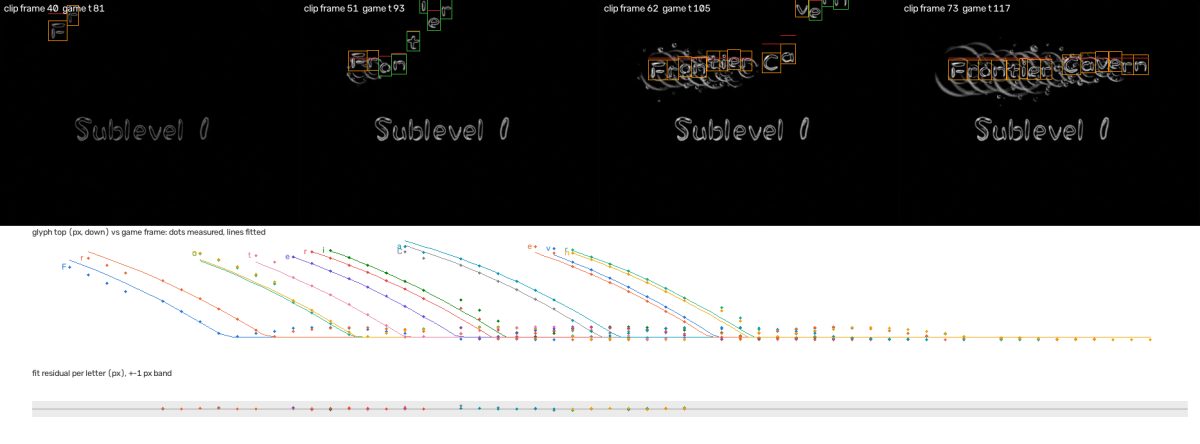 clip frame 40 game t 81
clip frame 51 game t 93
clip frame 62 game t 105
clip frame 73 game t 117
F
F r o n t i e r
Frontier Ca v e n
Frontier Cavern
Sublevel 1
Sublevel 1
Sublevel 1
Sublevel 1
glyph top (px, down) vs game frame: dots measured, lines fitted
F r o t e r i a C e v r n
fit residual per letter (px), +-1 px band